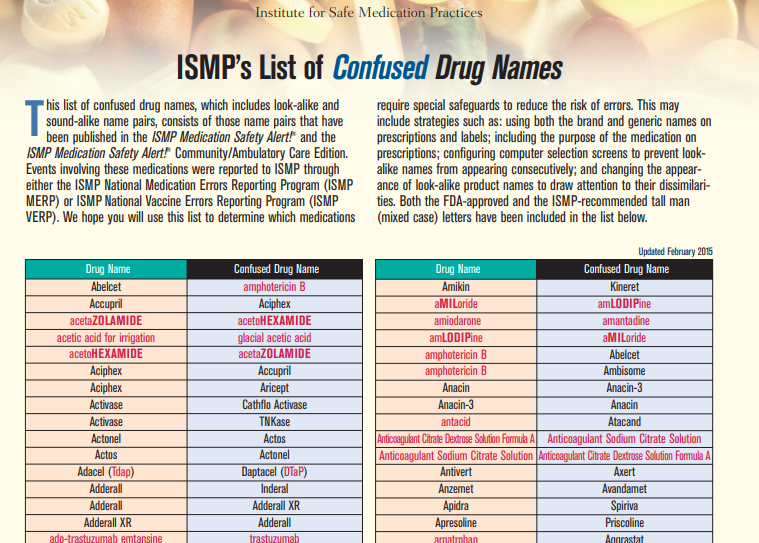 Institute for Safe Medication Practices
ISMP's List of Confused Drug Names
This list of confused drug names, which includes look-alike and
sound-alike name pairs, consists of those name pairs that have
been published in the ISMP Medication Safety Alert!® and the
ISMP Medication Safety Alert!® Community/Ambulatory Care Edition.
Events involving these medications were reported to ISMP through
either the ISMP National Medication Errors Reporting Program (ISMP
MERP) or ISMP National Vaccine Errors Reporting Program (ISMP
VERP). We hope you will use this list to determine which medications
require special safeguards to reduce the risk of errors. This may
include strategies such as: using both the brand and generic names on
prescriptions and labels; including the purpose of the medication on
prescriptions; configuring computer selection screens to prevent look-
alike names from appearing consecutively; and changing the appear-
ance of look-alike product names to draw attention to their dissimilari-
ties. Both the FDA-approved and the ISMP-recommended tall man
(mixed case) letters have been included in the list below.
Updated February 2015
Drug Name Confused Drug Name
Abelcet amphotericin B
Accupril Aciphex
acetaZOLAMIDE acetoHEXAMIDE
acetic acid for irrigation glacial acetic acid
acetoHEXAMIDE acetaZOLAMIDE
Aciphex Accupril
Aciphex Aricept
Activase Cathflo Activase
Activase TNKase
Actonel Actos
Actos Actonel
Adacel (Tdap) Daptacel (DTaP)
Adderall Inderal
Adderall Adderall XR
Adderall XR Adderall
ado-trastuzumab emtansine trastuzumab
Drug Name Confused Drug Name
Amikin Kineret
aMILoride amLODIPine
amiodarone amantadine
amLODIPine aMILoride
amphotericin B Abelcet
amphotericin B Ambisome
Anacin Anacin-3
Anacin-3 Anacin
antacid Atacand
Anticoagulant Citrate Dextrose Solution Formula A Anticoagulant Sodium Citrate Solution
Anticoagulant Sodium Citrate Solution Anticoagulant Citrate Dextrose Solution Formula A
Antivert Axert
Anzemet Avandamet
Apidra Spiriva
Apresoline Priscoline
argatroban Aggrastat